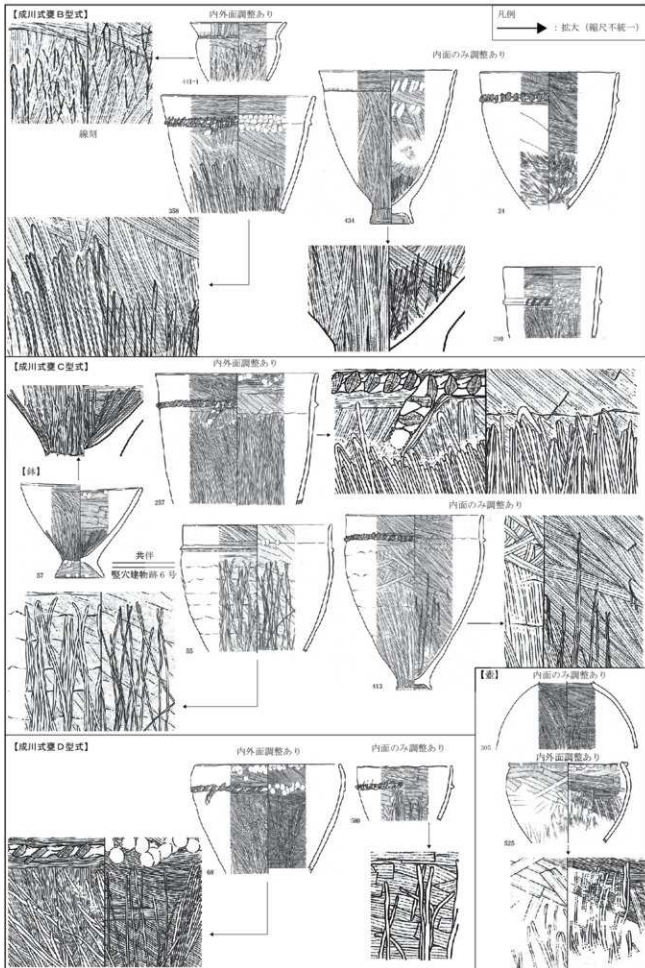 【成川式甕B型式】
内外面調整あり
凡例
：拡大（縮尺不統一）
内面のみ調整あり
線刻
358
434
24
【成川式甕C型式】
内外面調整あり
【鉢】
57
共伴
竪穴建物跡6号
237
内面のみ調整あり
55
413
【壺】
内面のみ調整あり
305
内外面調整あり
525
【成川式甕D型式】
内外面調整あり
内面のみ調整あり
68